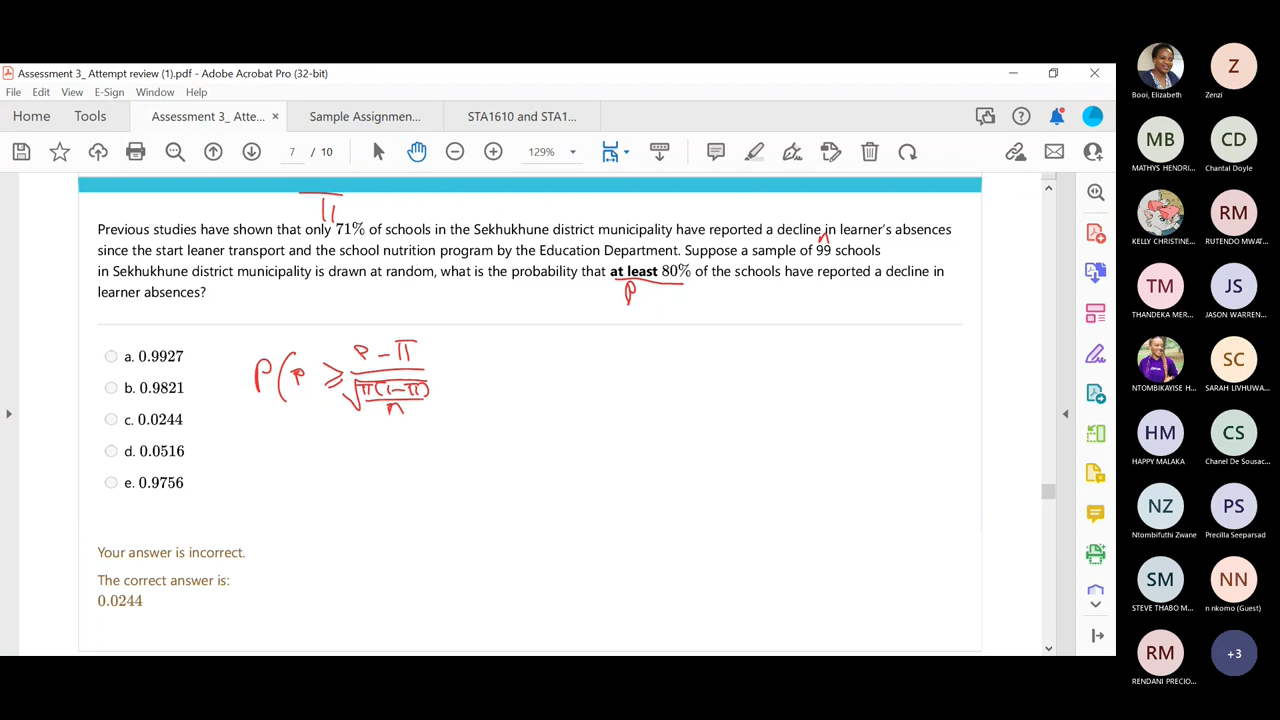 Assessment 3_ Attempt review (1).pdf - Adobe Acrobat Pro (32-bit)
File Edit View E-Sign Window Help
Home Tools Assessment 3_ Atte... × Sample Assignmen... STA1610 and STA1...
7 / 10 129%
π
Previous studies have shown that only 71% of schools in the Sekhukhune district municipality have reported a decline in learner's absences
n
since the start leaner transport and the school nutrition program by the Education Department. Suppose a sample of 99 schools
in Sekhukhune district municipality is drawn at random, what is the probability that at least 80% of the schools have reported a decline in
P
learner absences?
a. 0.9927
b. 0.9821
c. 0.0244
d. 0.0516
e. 0.9756
P(P ≥ P - π
√π(1-π)
n
Your answer is incorrect.
The correct answer is:
0.0244
Booi, Elizabeth
Z
Zenzi
MB
MATHYS HENDRI...
CD
Chantal Doyle
KELLY CHRISTINE...
RM
RUTENDO MWAT...
TM
THANDEKA MER...
JS
JASON WARREN...
NTOMBIKAYISE H...
SC
SARAH LIVHUWA...
HM
HAPPY MALAKA
CS
Chanel De Sousac...
NZ
Ntombifuthi Zwane
PS
Precilla Seeparsad
SM
STEVE THABO M...
NN
n nkomo (Guest)
RM
RENDANI PRECIO...
+3